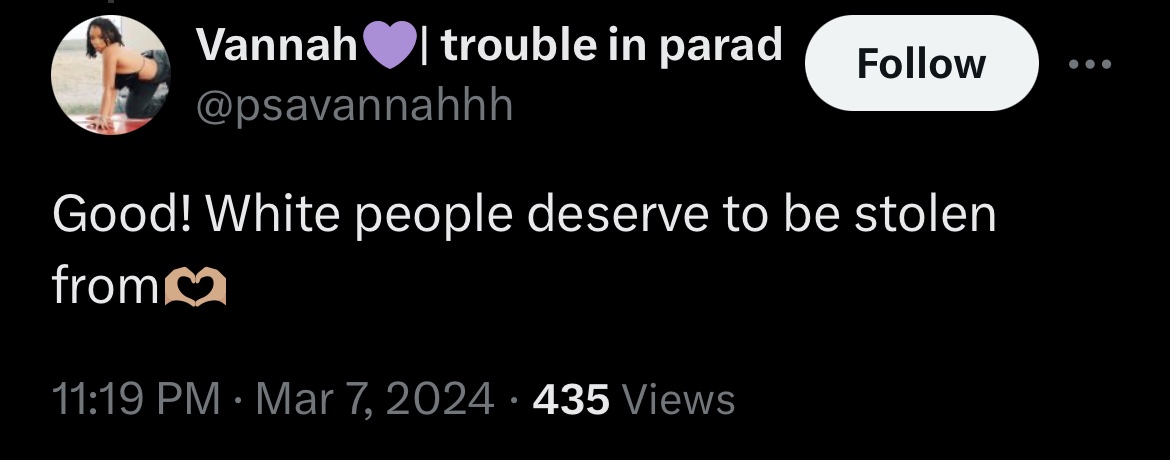 Vannah💜| trouble in parad
Follow
@psavannahhh
Good! White people deserve to be stolen
from🫶🏼
11:19 PM · Mar 7, 2024 · 435 Views